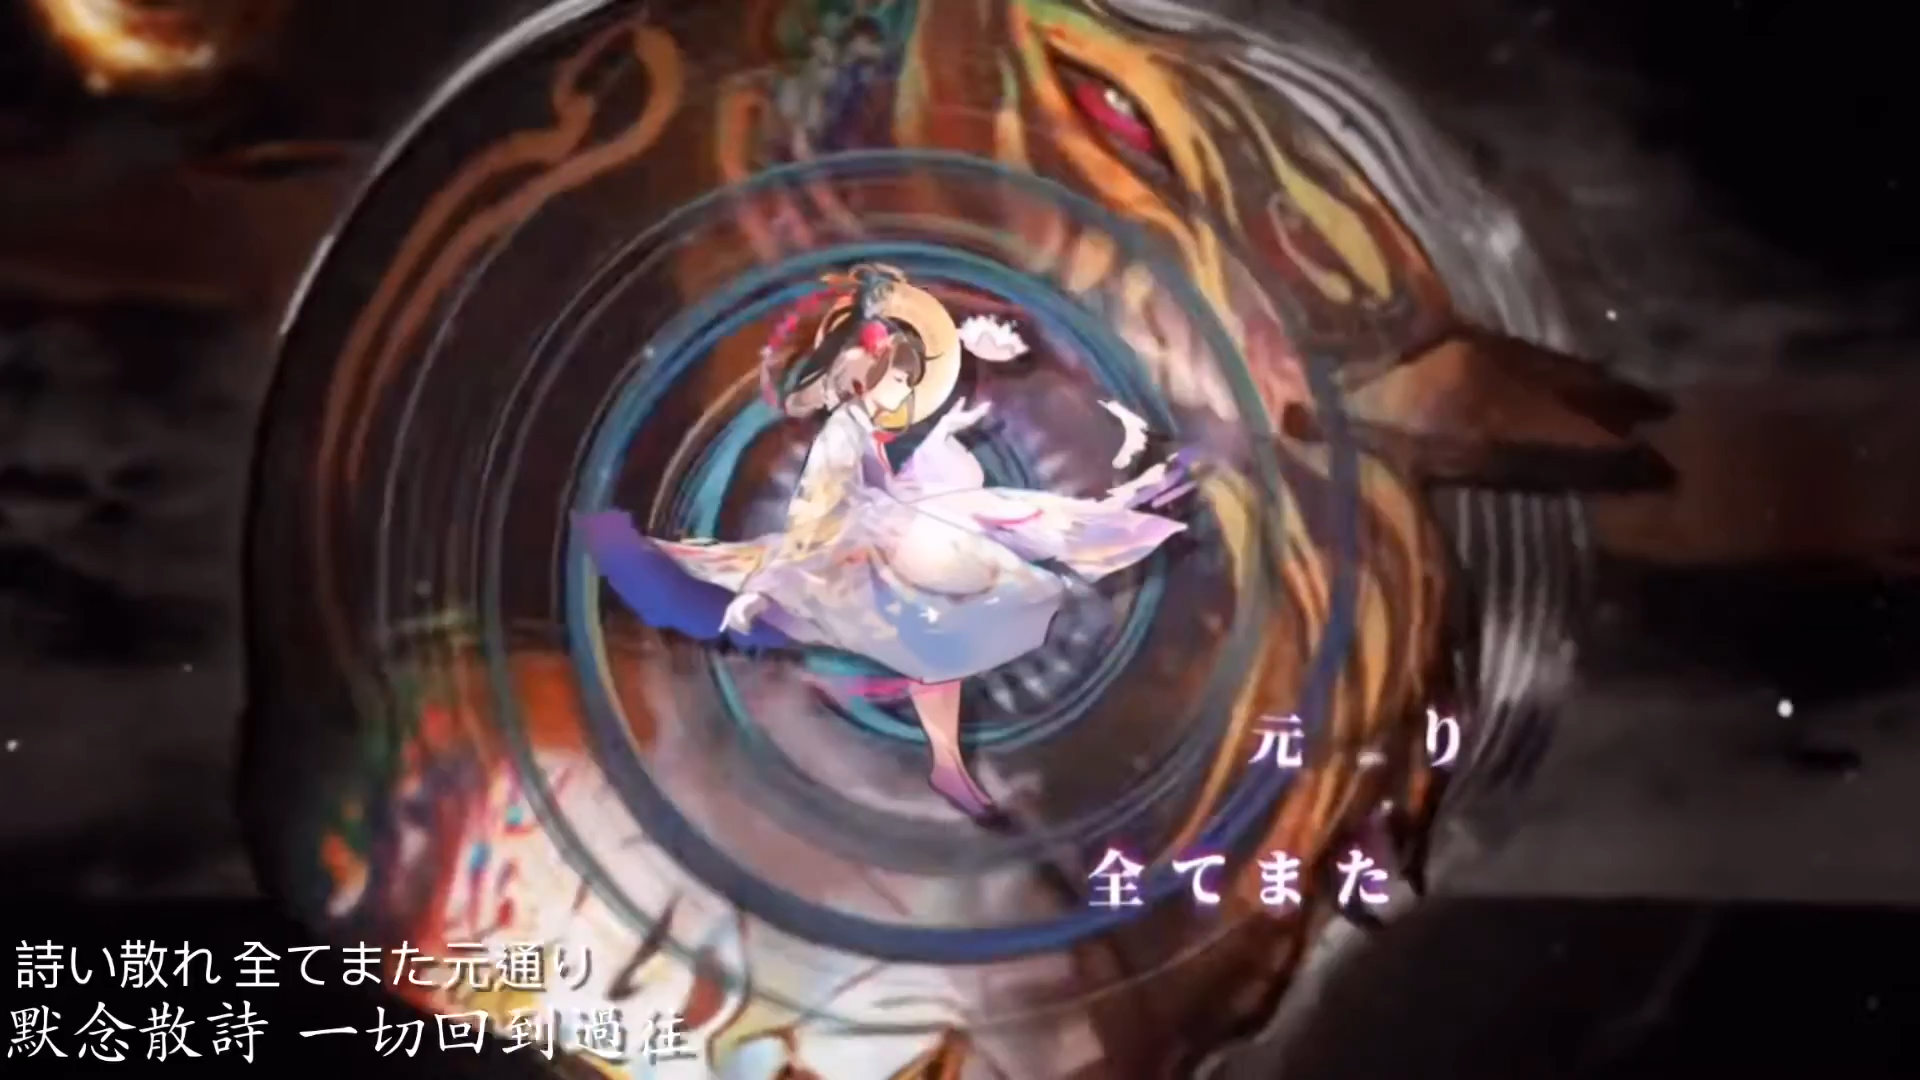 元 り
全てまた
詩い散れ 全てまた元通り
默念散詩 一切回到過往